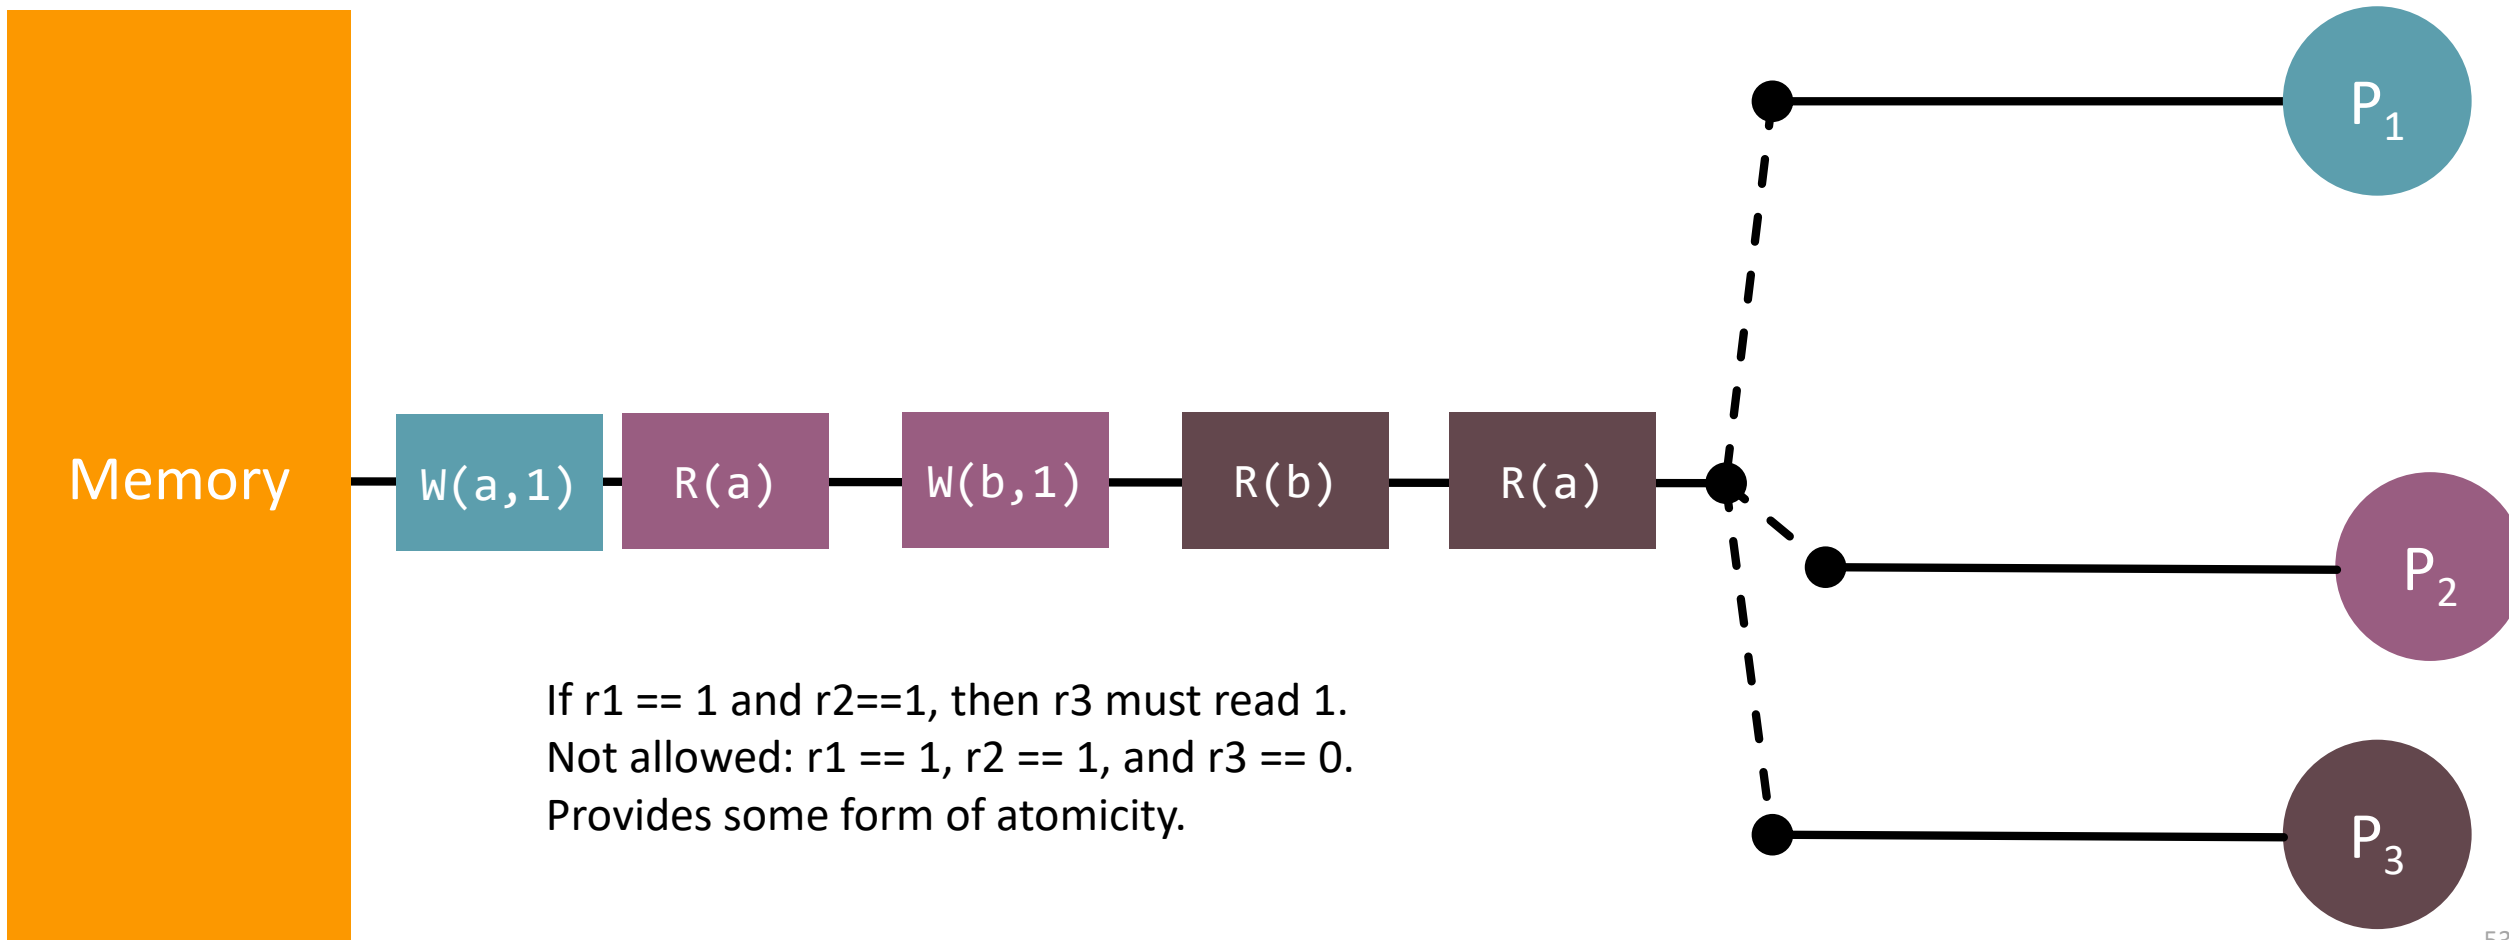 P1
Memory
W(a,1) R(a) W(b,1) R(b) R(a)
P2
If r1 == 1 and r2==1, then r3 must read 1.
Not allowed: r1 == 1, r2 == 1, and r3 == 0.
Provides some form of atomicity.
P3